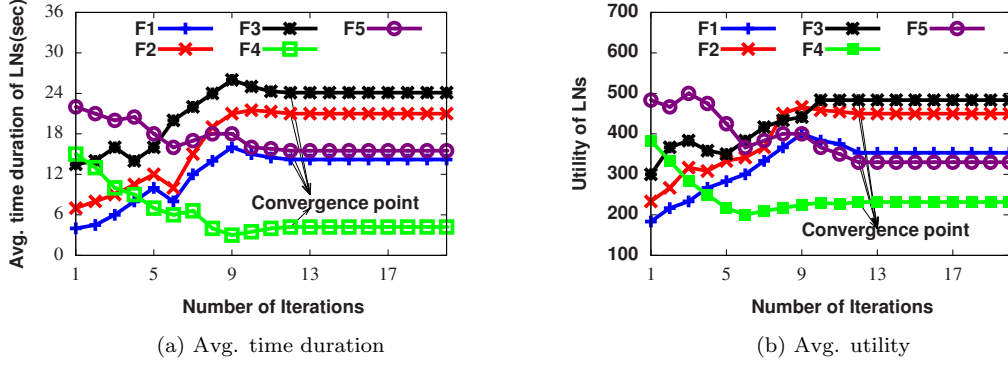 Avg. time duration of LNs(sec)
36
30
24
18
12
6
0
F1 F3 F5
F2 F4
Convergence point
1 5 9 13 17
Number of Iterations
(a) Avg. time duration
Utility of LNs
700
600
500
400
300
200
100
F1 F3 F5
F2 F4
Convergence point
1 5 9 13 17
Number of Iterations
(b) Avg. utility